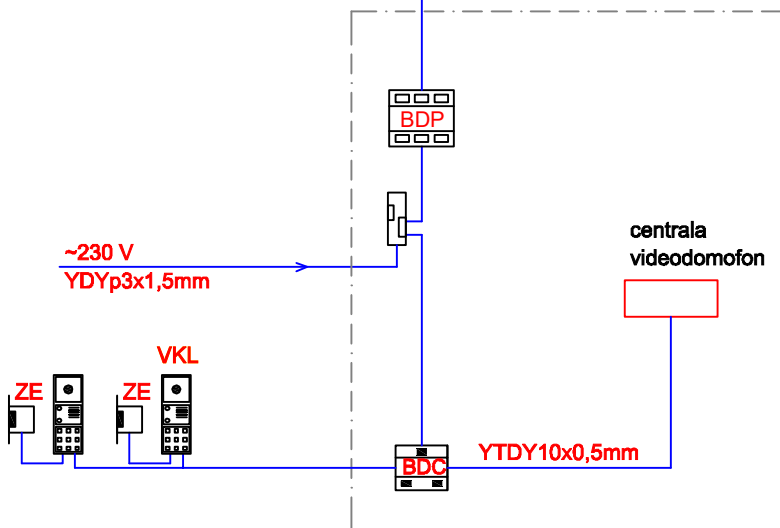 BDP
~230 V
YDYp3x1,5mm
centrala
videodomofon
VKL
ZE
ZE
BDC
YTDY10x0,5mm